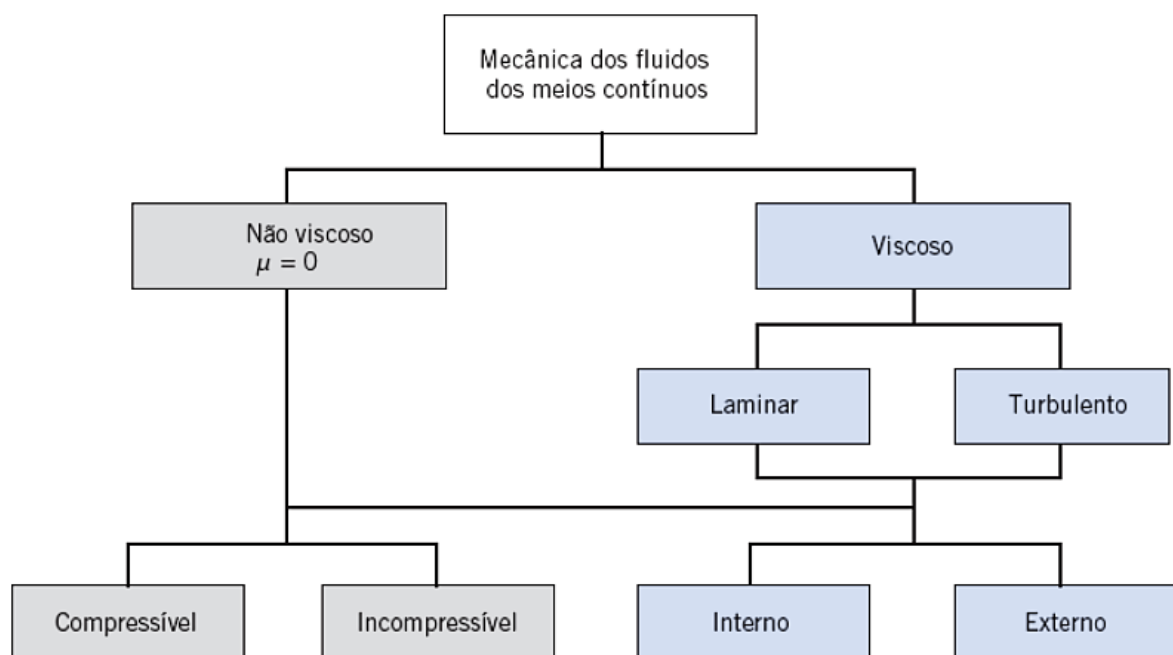 Mecânica dos fluidos
dos meios contínuos
Não viscoso
μ = 0
Viscoso
Laminar
Turbulento
Compressível
Incompressível
Interno
Externo